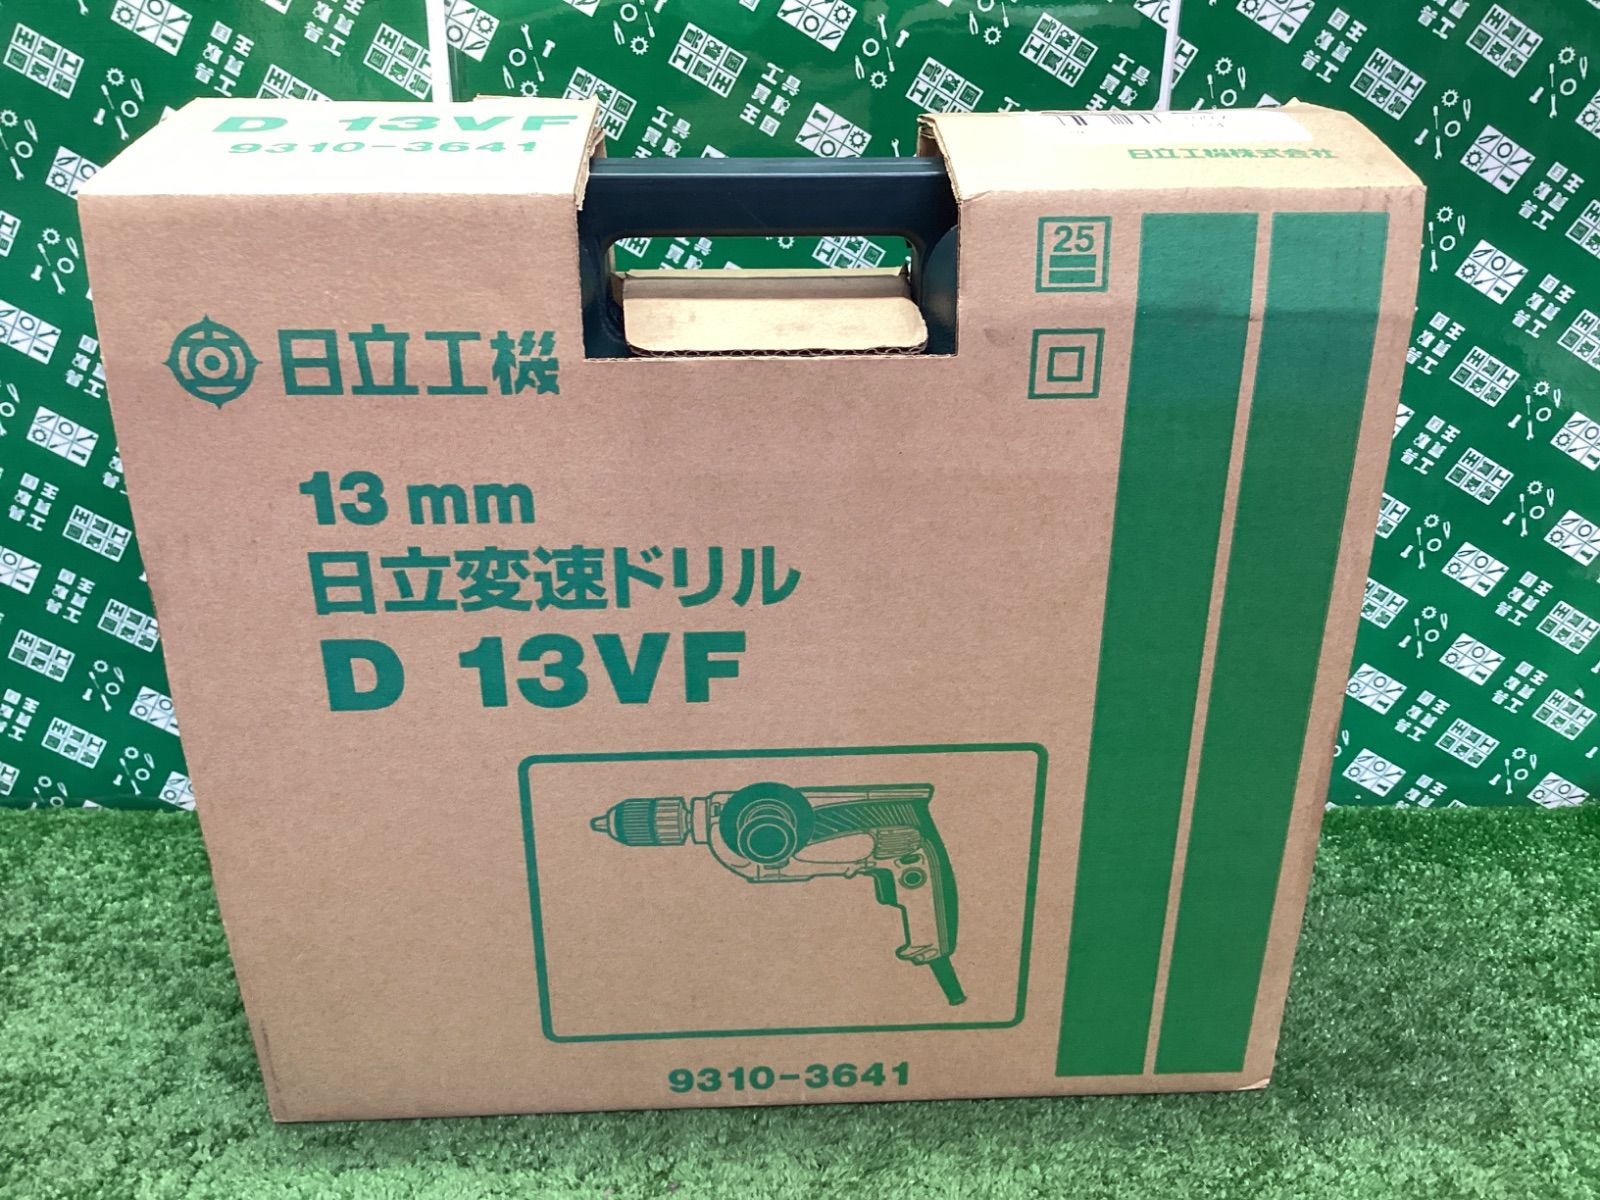 D 13VF
9310-3641
日立工機株式会社
25
日立工機
13 mm
日立変速ドリル
D 13VF
9310-3641